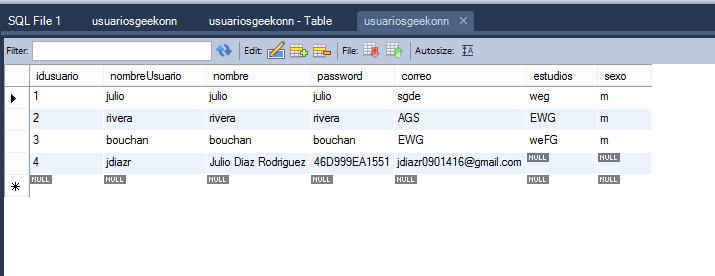 SQL File 1 usuariosgeekonn usuariosgeekonn - Table usuariosgeekonn
Filter: Edit: File: Autosize:
idusuario nombreUsuario nombre password correo estudios sexo
1 julio julio julio sgde weg m
2 rivera rivera rivera AGS EWG m
3 bouchan bouchan bouchan EWG weFG m
4 jdiazr Julio Diaz Rodriguez 46D999EA1551 jdiazr0901416@gmail.com NULL NULL
NULL NULL NULL NULL NULL NULL NULL